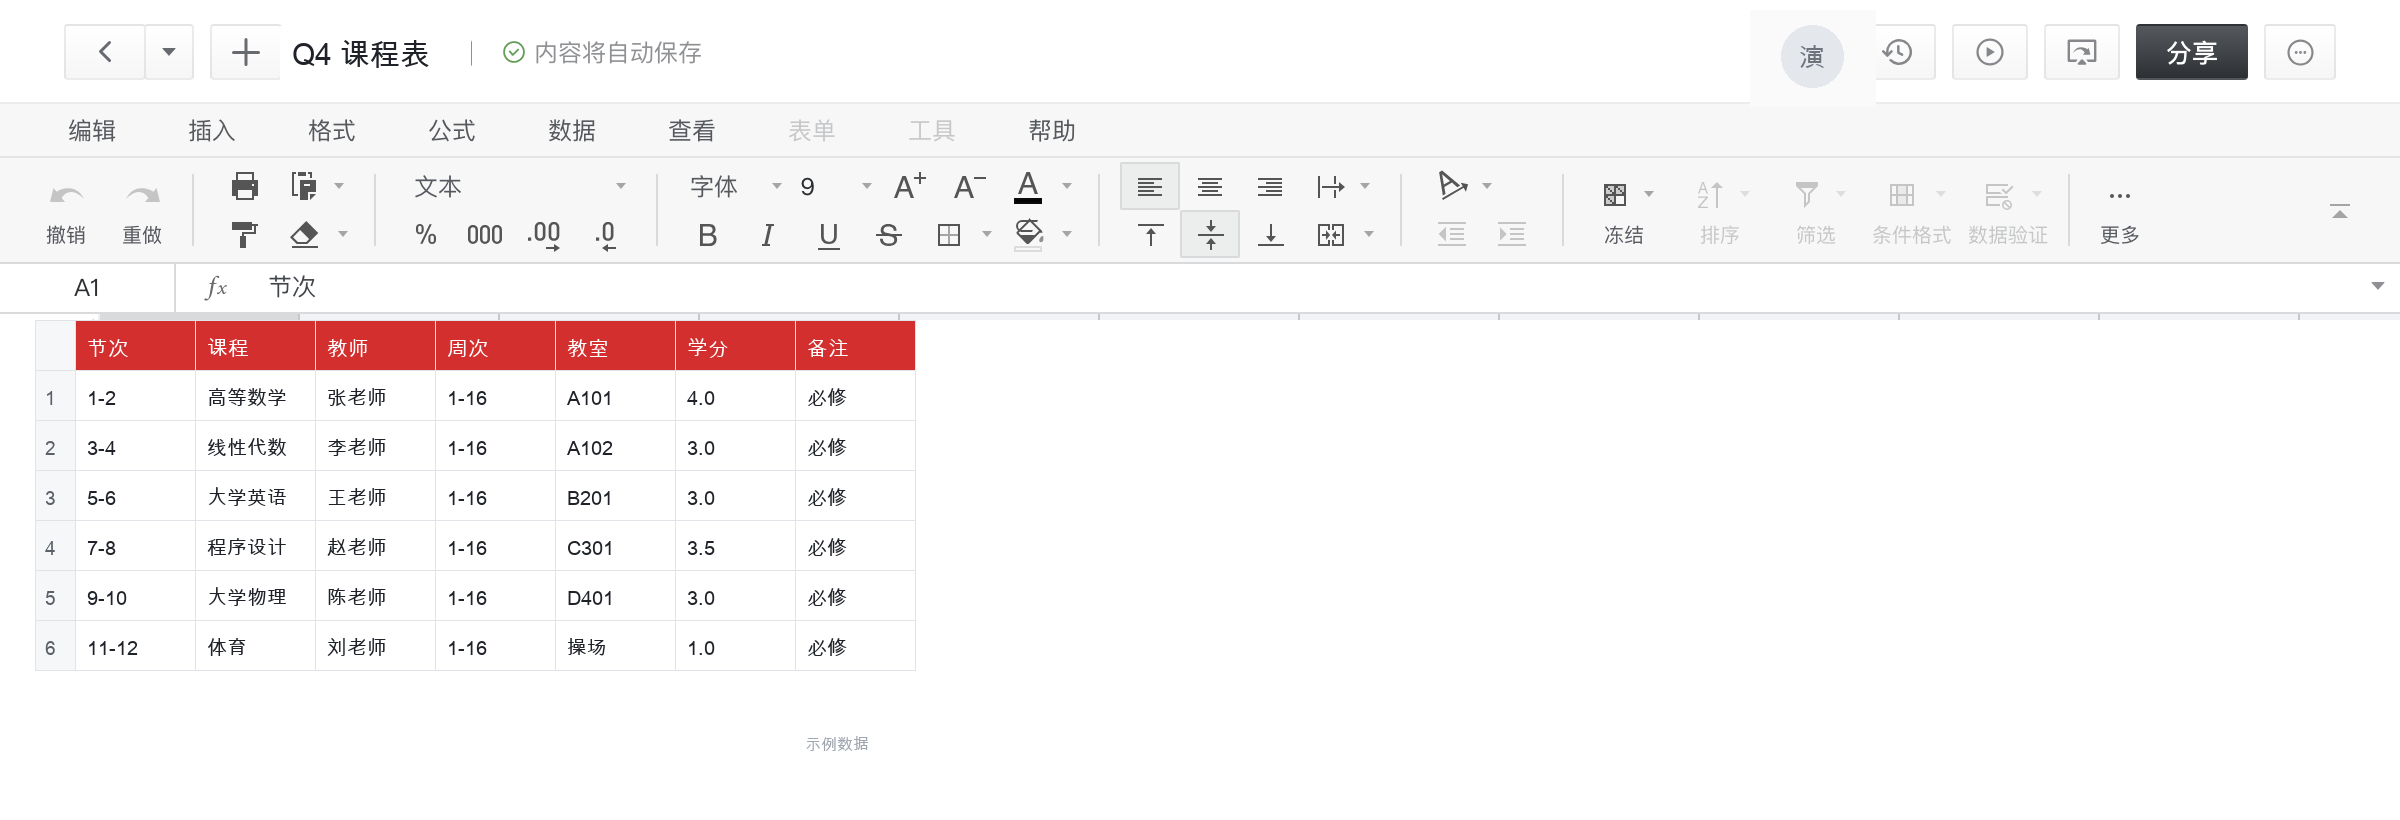 Q4 课程表 内容将自动保存 演 分享
编辑 插入 格式 公式 数据 查看 表单 工具 帮助
文本 字体 9 A+ A− A
撤销 重做 % 000 .00 .0 B I U S 冻结 排序 筛选 条件格式 数据验证 更多
A1 fx 节次
节次 课程 教师 周次 教室 学分 备注
1 1-2 高等数学 张老师 1-16 A101 4.0 必修
2 3-4 线性代数 李老师 1-16 A102 3.0 必修
3 5-6 大学英语 王老师 1-16 B201 3.0 必修
4 7-8 程序设计 赵老师 1-16 C301 3.5 必修
5 9-10 大学物理 陈老师 1-16 D401 3.0 必修
6 11-12 体育 刘老师 1-16 操场 1.0 必修
示例数据